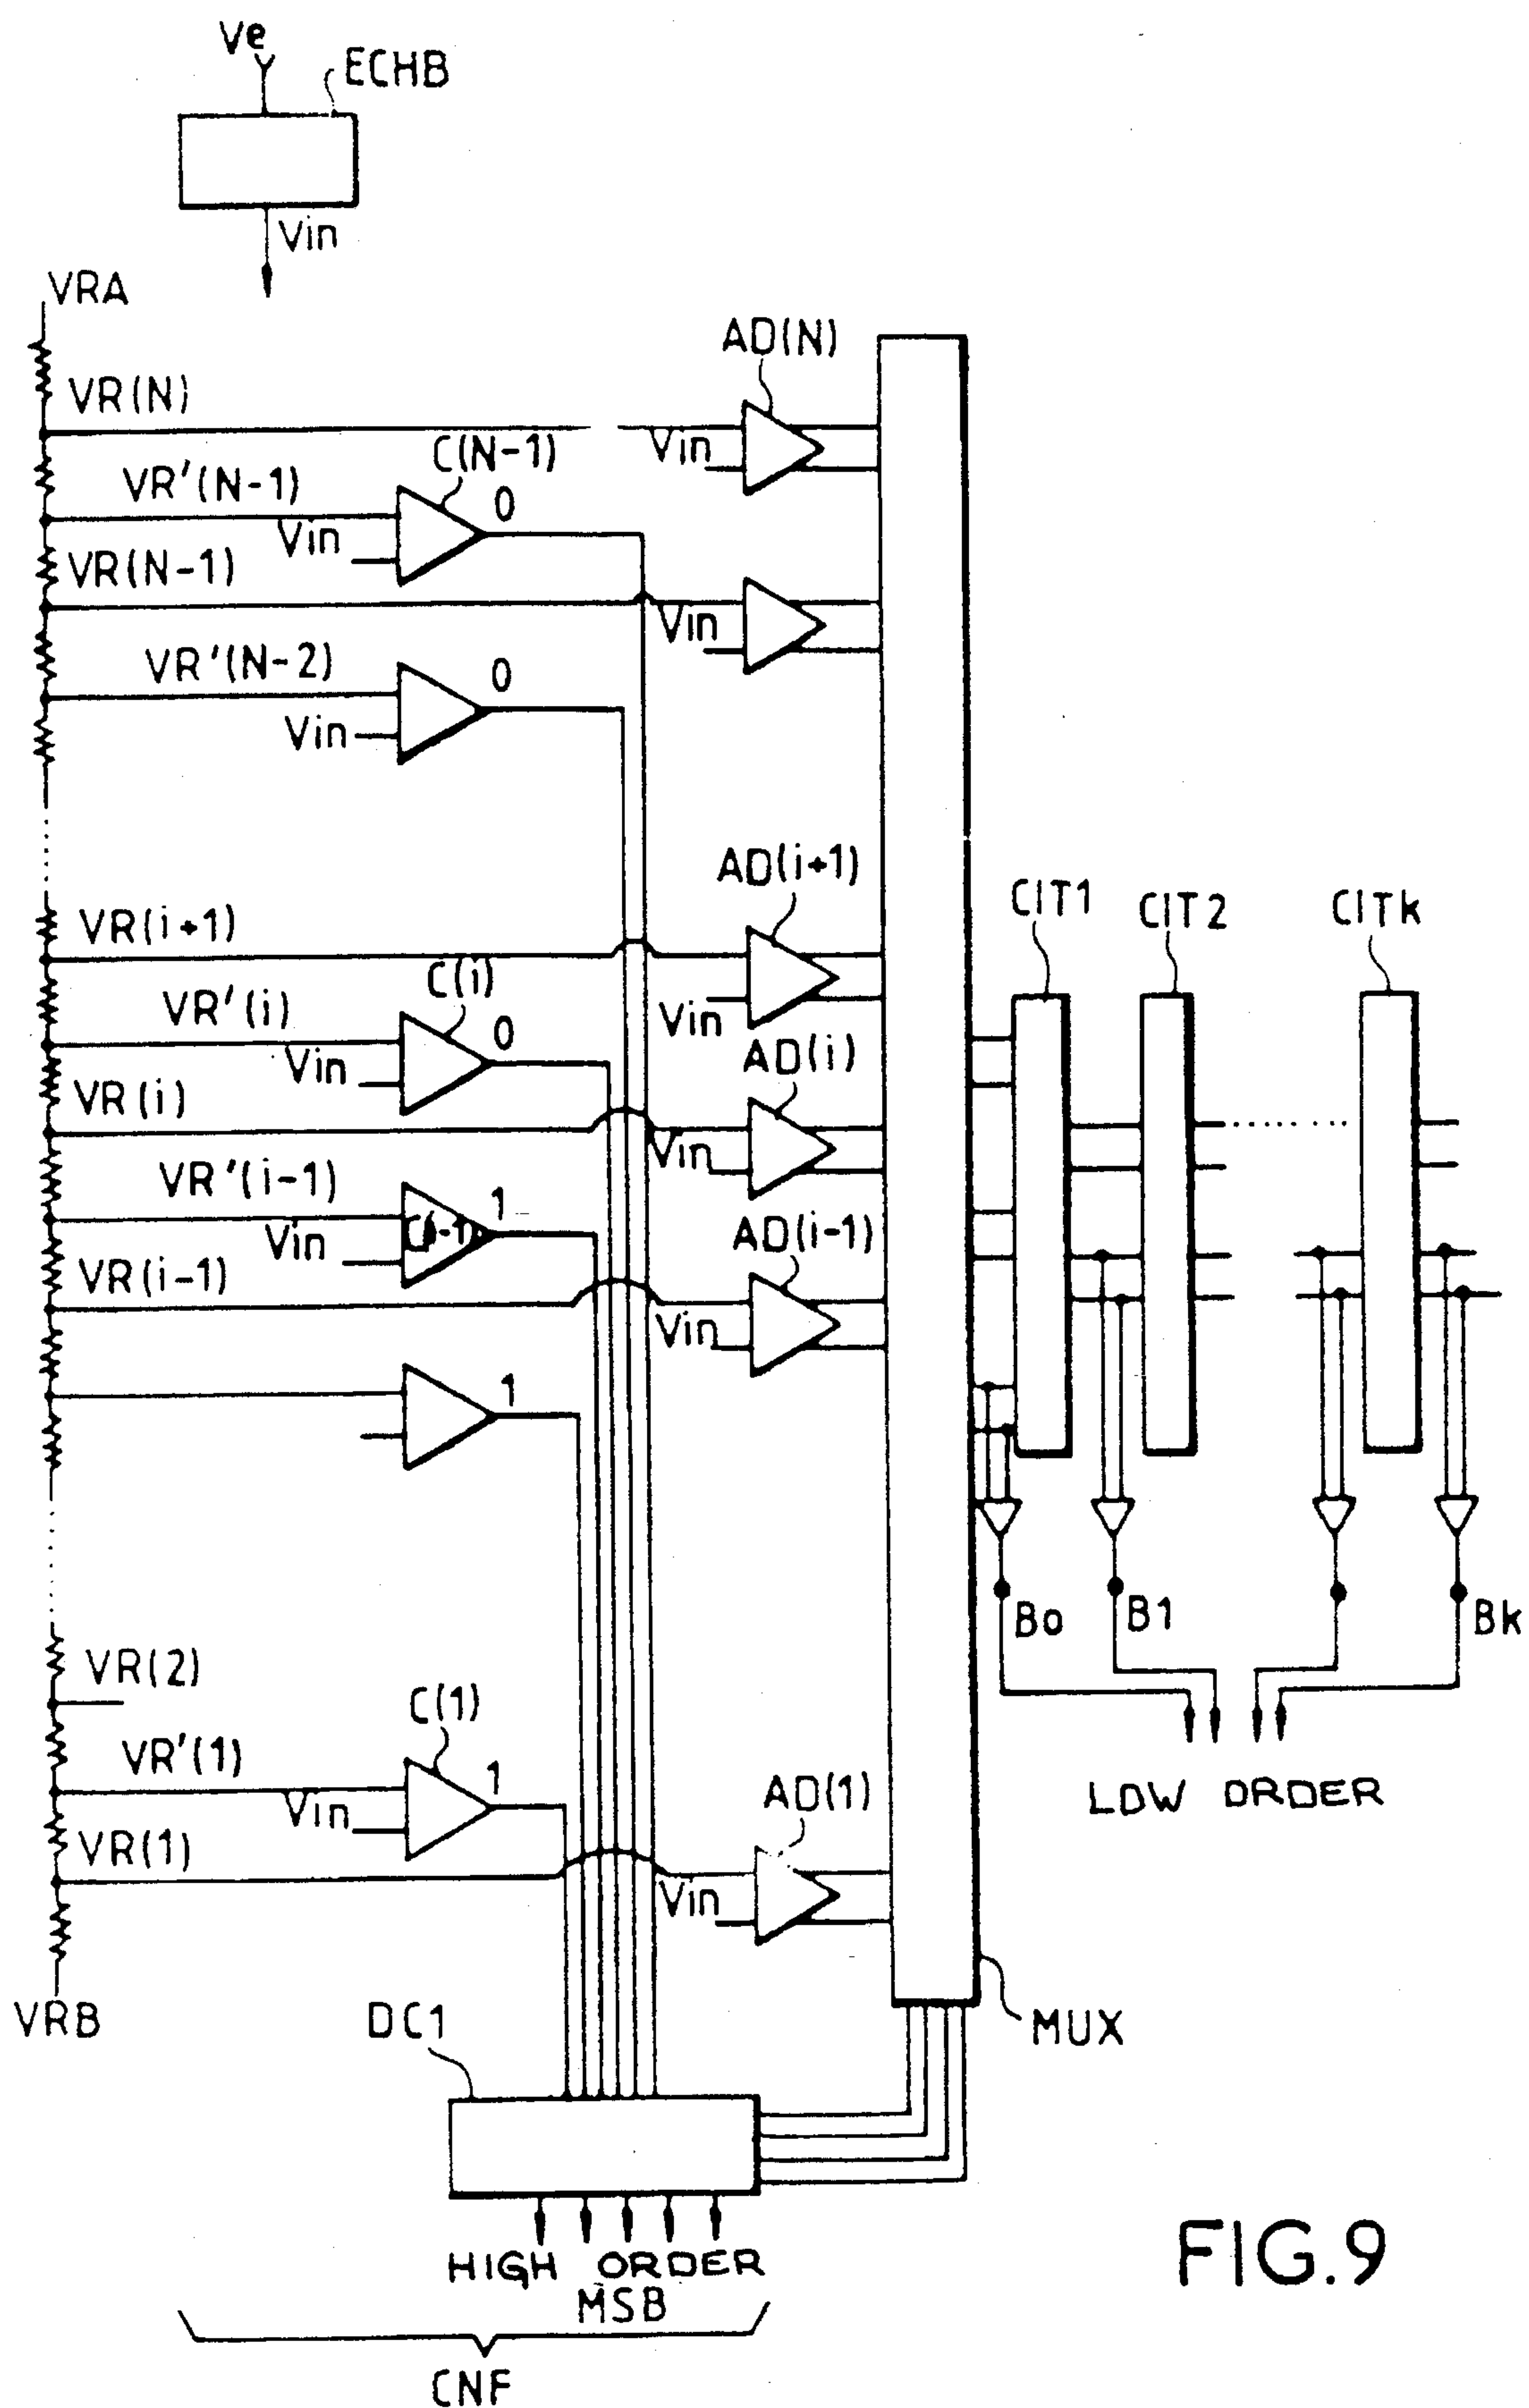 Ve
ECHB
Vin
VRA
AD(N)
VR(N)
Vin
C(N-1)
VR'(N-1)
0
Vin
VR(N-1)
Vin
VR'(N-2)
0
Vin
AD(i+1)
CIT1
CIT2
CITk
VR(i+1)
C(i)
VR'(i)
0
Vin
Vin
AD(i)
VR(i)
Vin
VR'(i-1)
1
C(i-1)
Vin
AD(i-1)
VR(i-1)
Vin
1
Bo
B1
Bk
VR(2)
C(1)
VR'(1)
1
Vin
AD(1)
LOW ORDER
VR(1)
Vin
VRB
DC1
MUX
HIGH ORDER
MSB
CNF
FIG.9